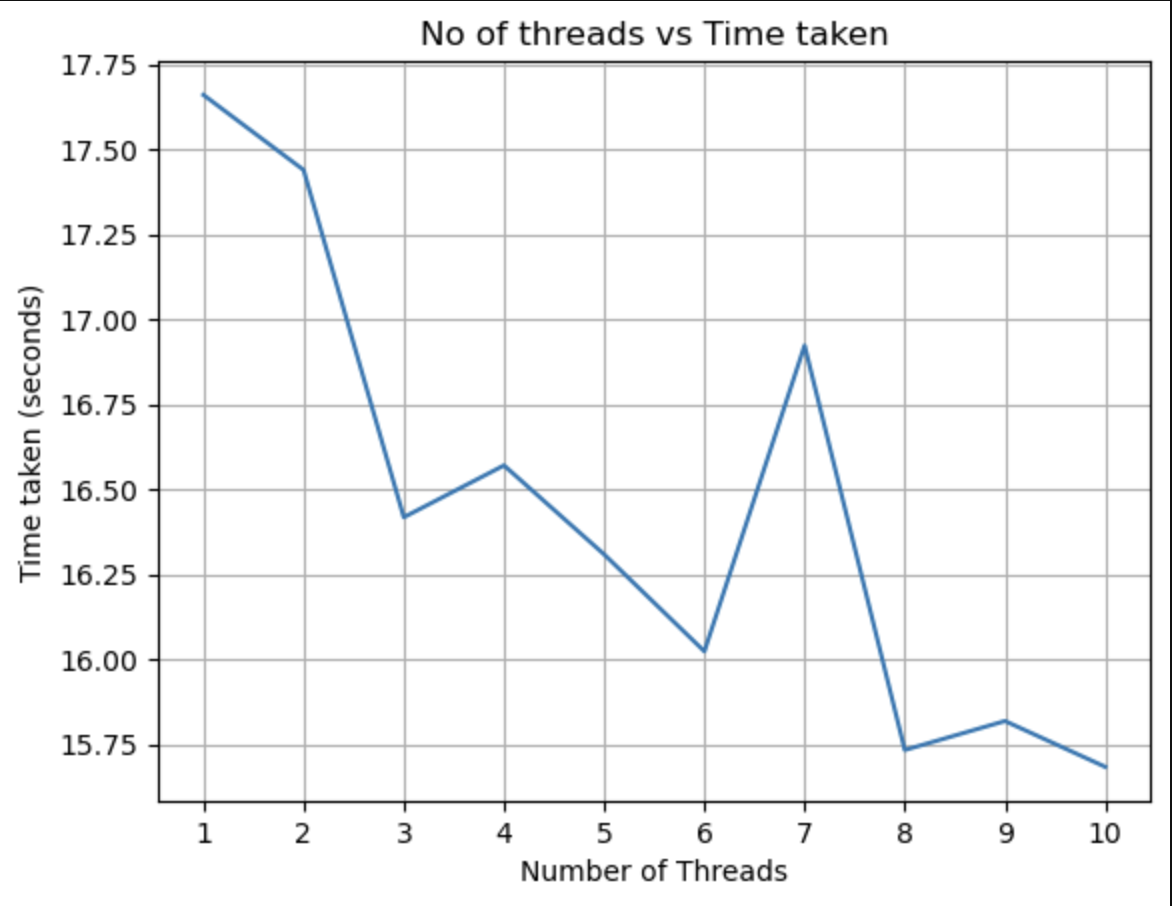 No of threads vs Time taken
17.75
17.50
17.25
17.00
16.75
16.50
16.25
16.00
15.75
Time taken (seconds)
1 2 3 4 5 6 7 8 9 10
Number of Threads